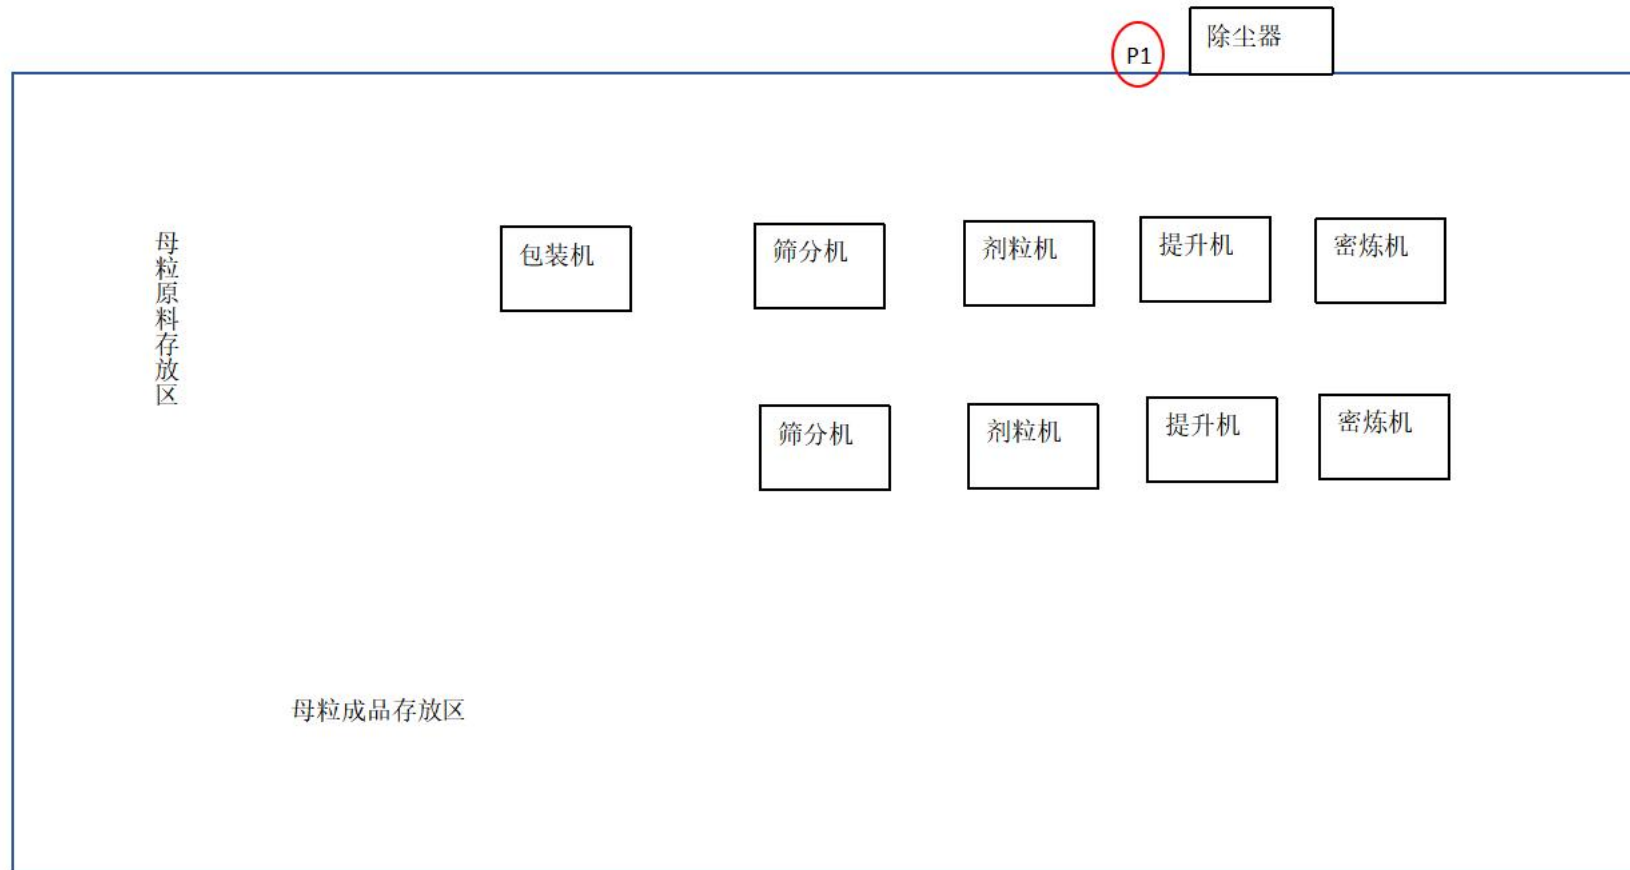 除尘器
P1
母粒原料存放区
包装机
筛分机
剂粒机
提升机
密炼机
筛分机
剂粒机
提升机
密炼机
母粒成品存放区